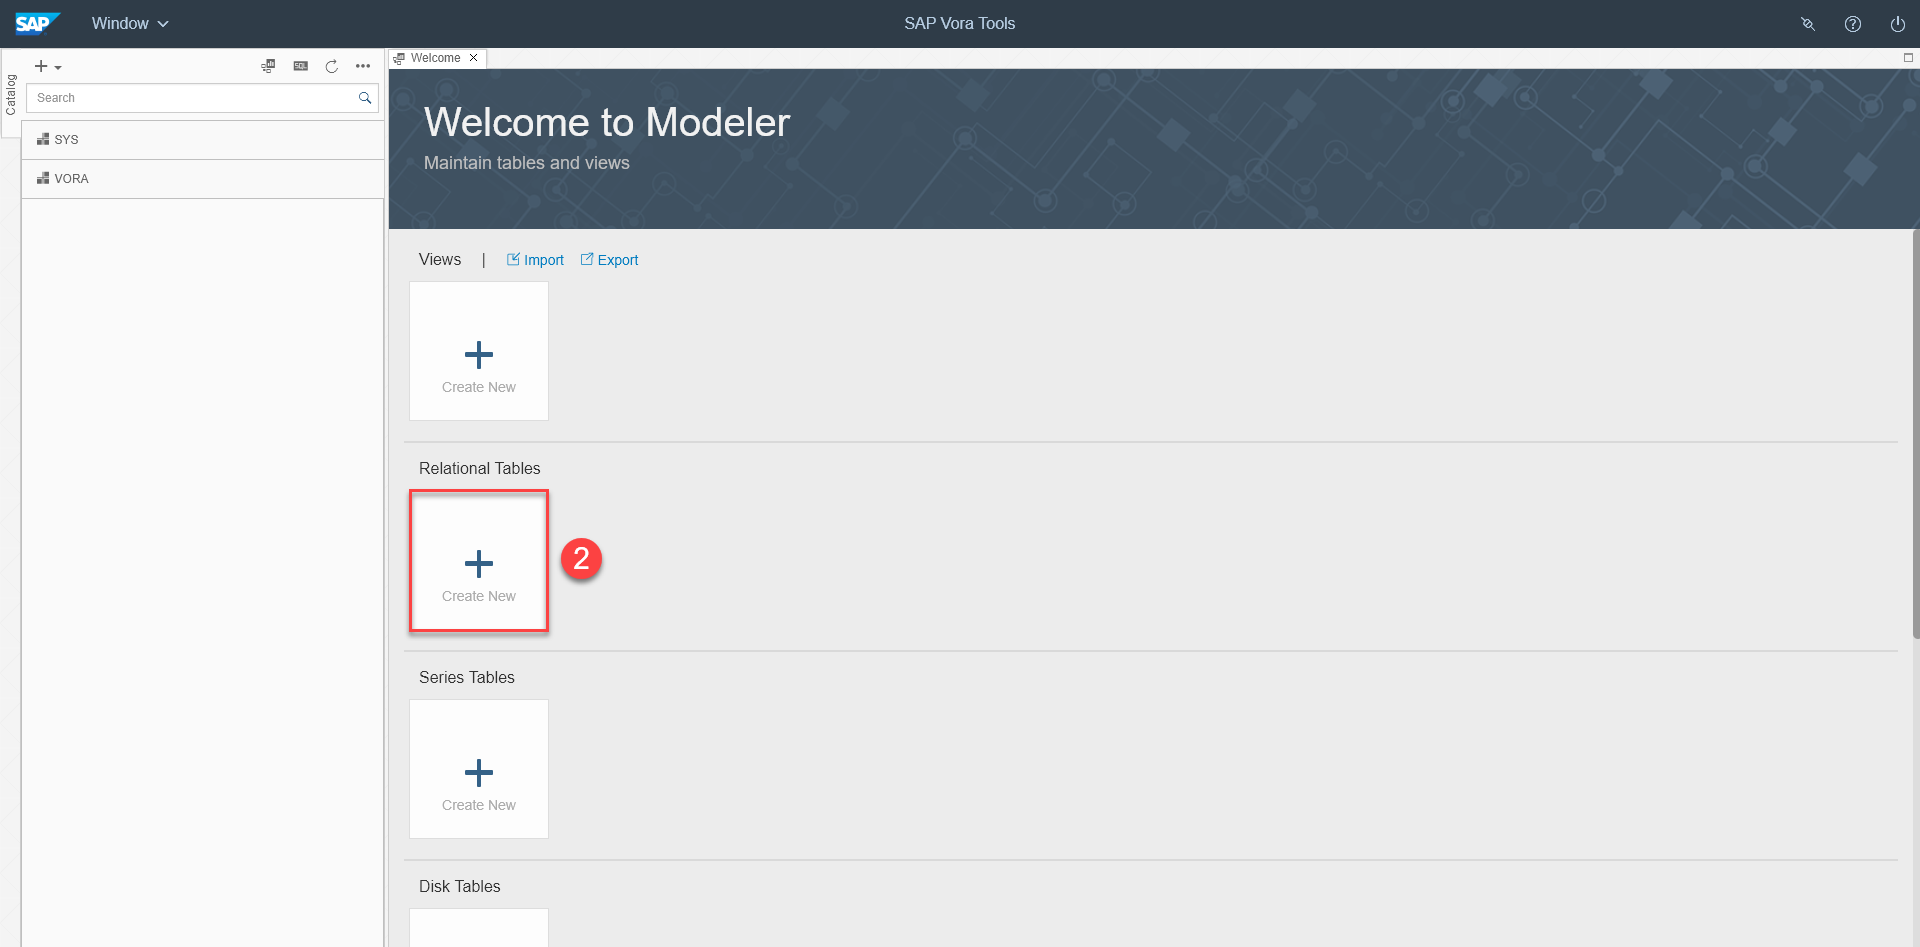 SAP
Window
SAP Vora Tools
Catalog
SQL
Search
SYS
VORA
Welcome
Welcome to Modeler
Maintain tables and views
Views | Import Export
Create New
Relational Tables
Create New
2
Series Tables
Create New
Disk Tables